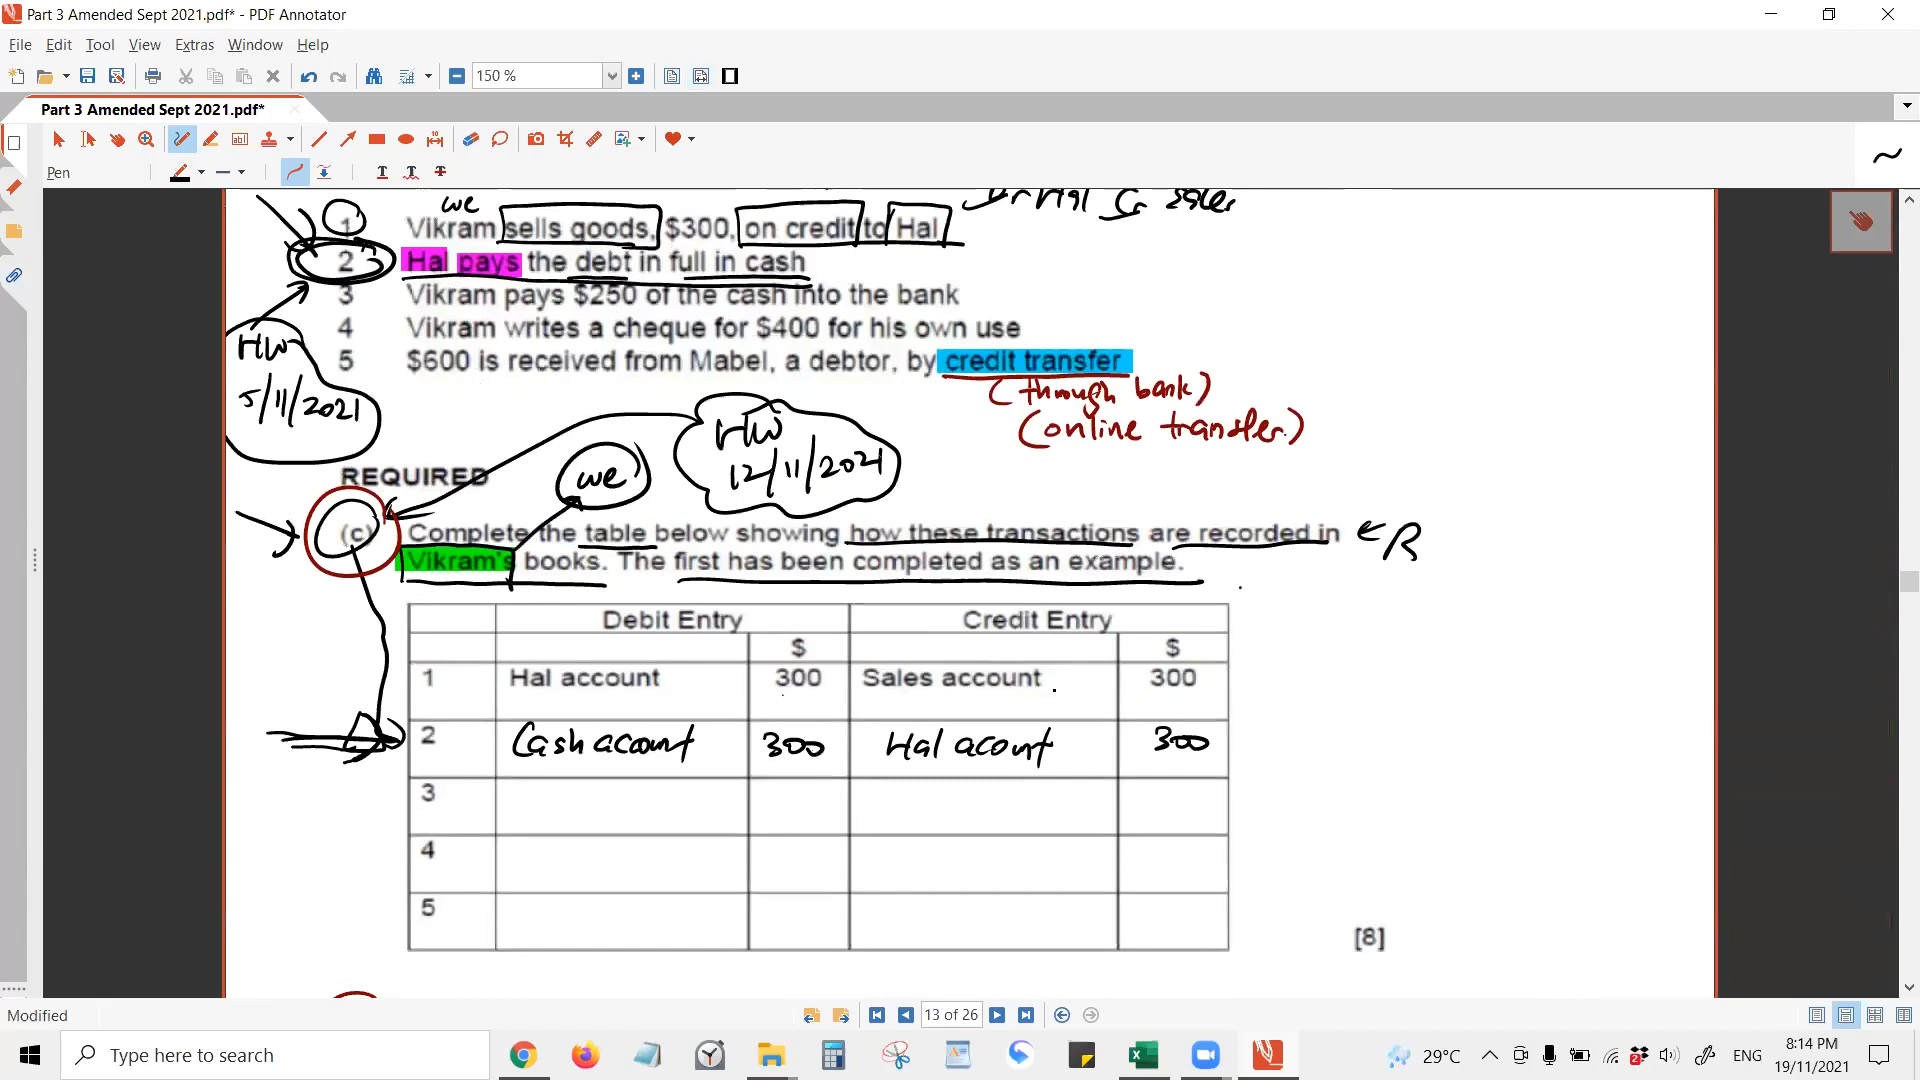 Part 3 Amended Sept 2021.pdf* - PDF Annotator
File Edit Tool View Extras Window Help
150 %
Part 3 Amended Sept 2021.pdf*
Pen
we
Hal Cr sales
1 Vikram sells goods, $300, on credit to Hal
2 Hal pays the debt in full in cash
3 Vikram pays $250 of the cash into the bank
4 Vikram writes a cheque for $400 for his own use
5 $600 is received from Mabel, a debtor, by credit transfer
HW
5/11/2021
(through bank)
(online transfer)
HW
12/11/2021
we
REQUIRED
(c) Complete the table below showing how these transactions are recorded in
Vikram's books. The first has been completed as an example.
Debit Entry Credit Entry
$ $
1 Hal account 300 Sales account 300
2 Cash acount 300 Hal acount 300
3
4
5
[8]
Modified
13 of 26
Type here to search
29°C
ENG
8:14 PM
19/11/2021